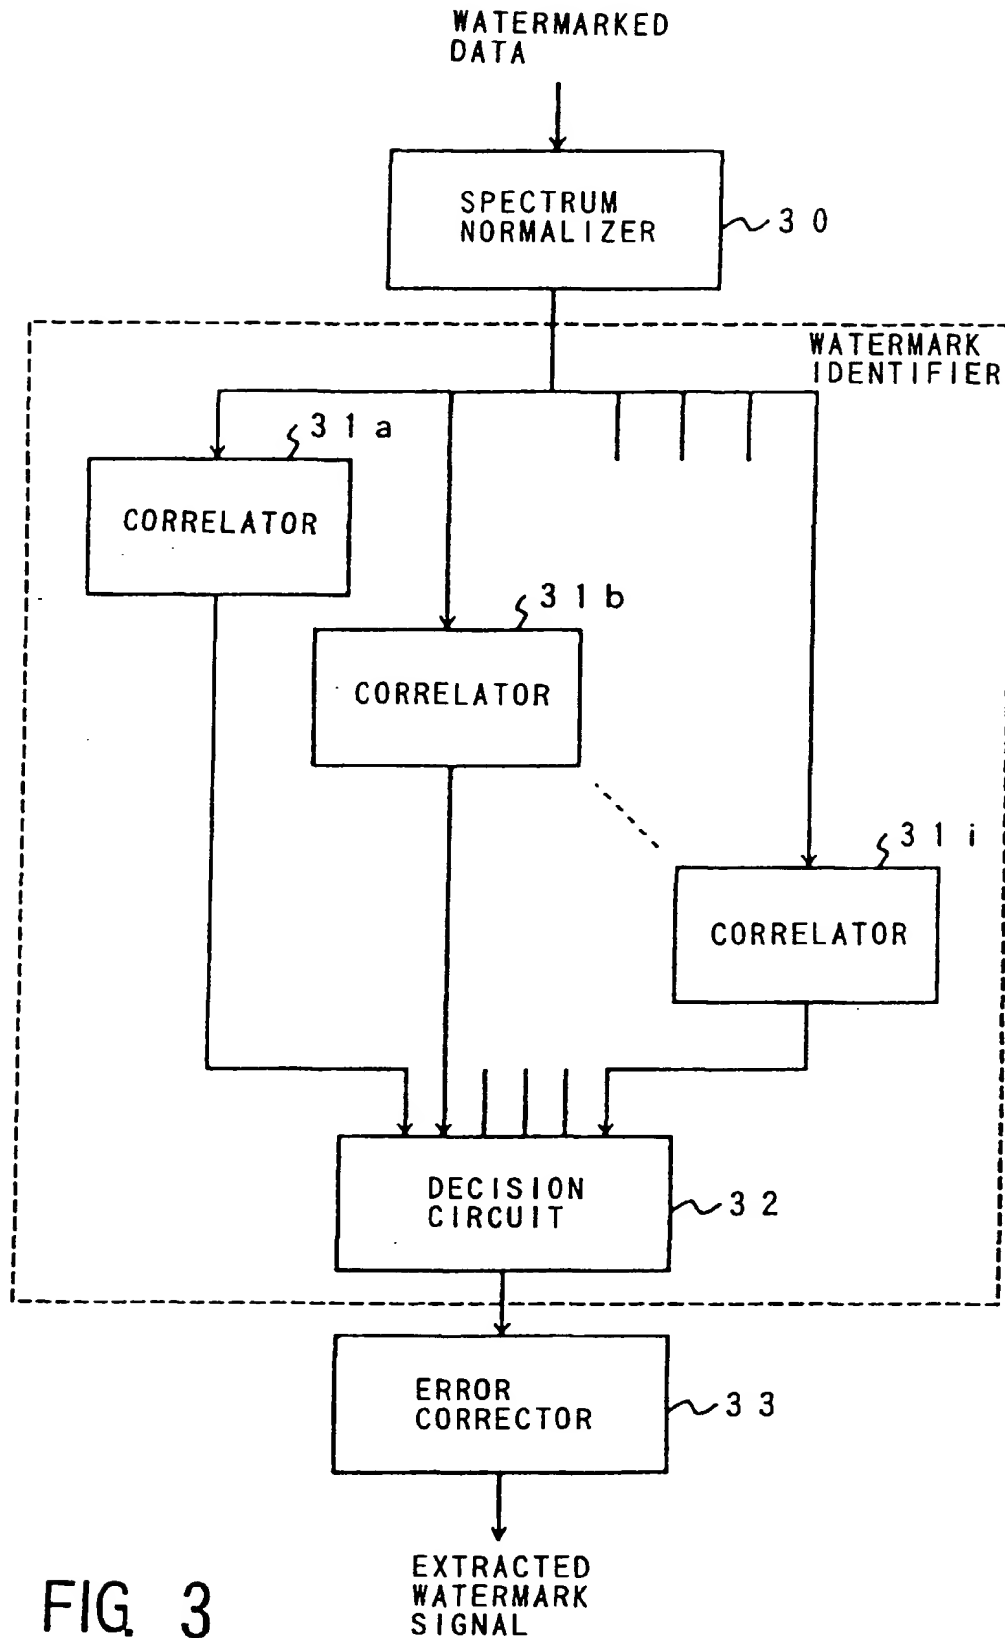 WATERMARKED
DATA
SPECTRUM
NORMALIZER
30
WATERMARK
IDENTIFIER
31a
CORRELATOR
31b
CORRELATOR
31i
CORRELATOR
DECISION
CIRCUIT
32
ERROR
CORRECTOR
33
EXTRACTED
WATERMARK
SIGNAL
FIG. 3